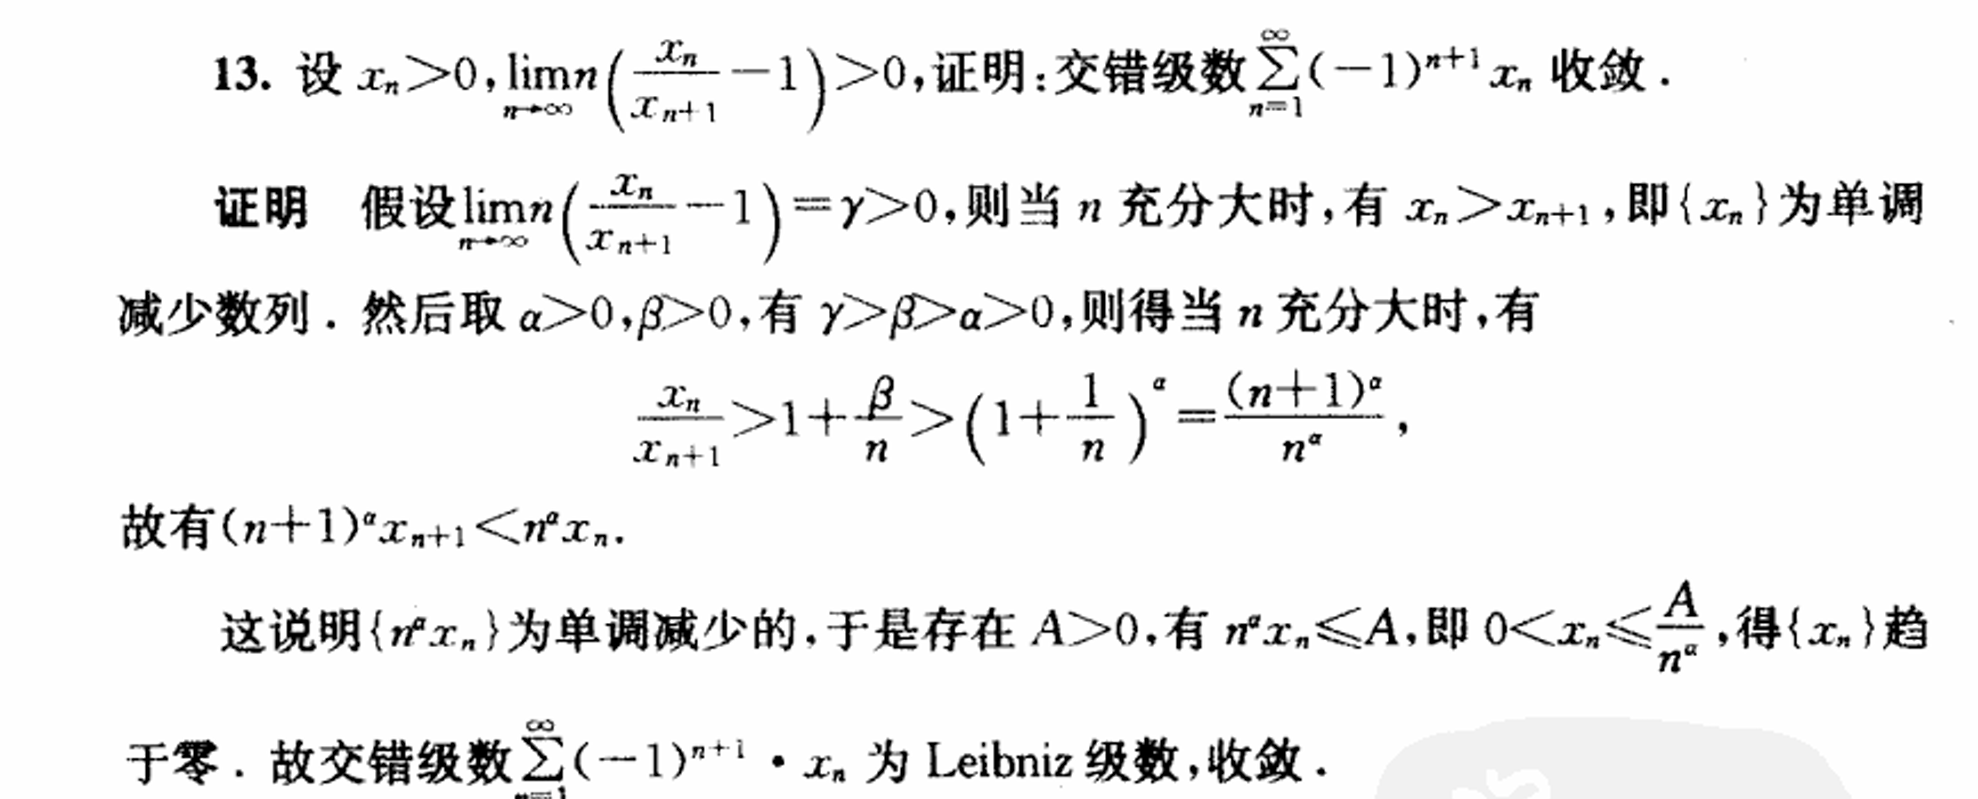 13. 设 $x_n>0, \lim\limits_{n\to\infty} n\left(\frac{x_n}{x_{n+1}}-1\right)>0$,证明:交错级数$\sum\limits_{n=1}^{\infty}(-1)^{n+1}x_n$ 收敛.
证明 假设$\lim\limits_{n\to\infty} n\left(\frac{x_n}{x_{n+1}}-1\right)=\gamma>0$,则当 $n$ 充分大时,有 $x_n>x_{n+1}$,即$\{x_n\}$为单调
减少数列.然后取 $\alpha>0,\beta>0$,有 $\gamma>\beta>\alpha>0$,则得当 $n$ 充分大时,有
$\frac{x_n}{x_{n+1}}>1+\frac{\beta}{n}>\left(1+\frac{1}{n}\right)^{\alpha}=\frac{(n+1)^{\alpha}}{n^{\alpha}}$,
故有$(n+1)^{\alpha}x_{n+1}<n^{\alpha}x_n$.
这说明$\{n^{\alpha}x_n\}$为单调减少的,于是存在 $A>0$,有 $n^{\alpha}x_n\leqslant A$,即 $0<x_n\leqslant\frac{A}{n^{\alpha}}$,得$\{x_n\}$趋
于零.故交错级数$\sum\limits_{n=1}^{\infty}(-1)^{n+1}\cdot x_n$ 为 Leibniz 级数,收敛.